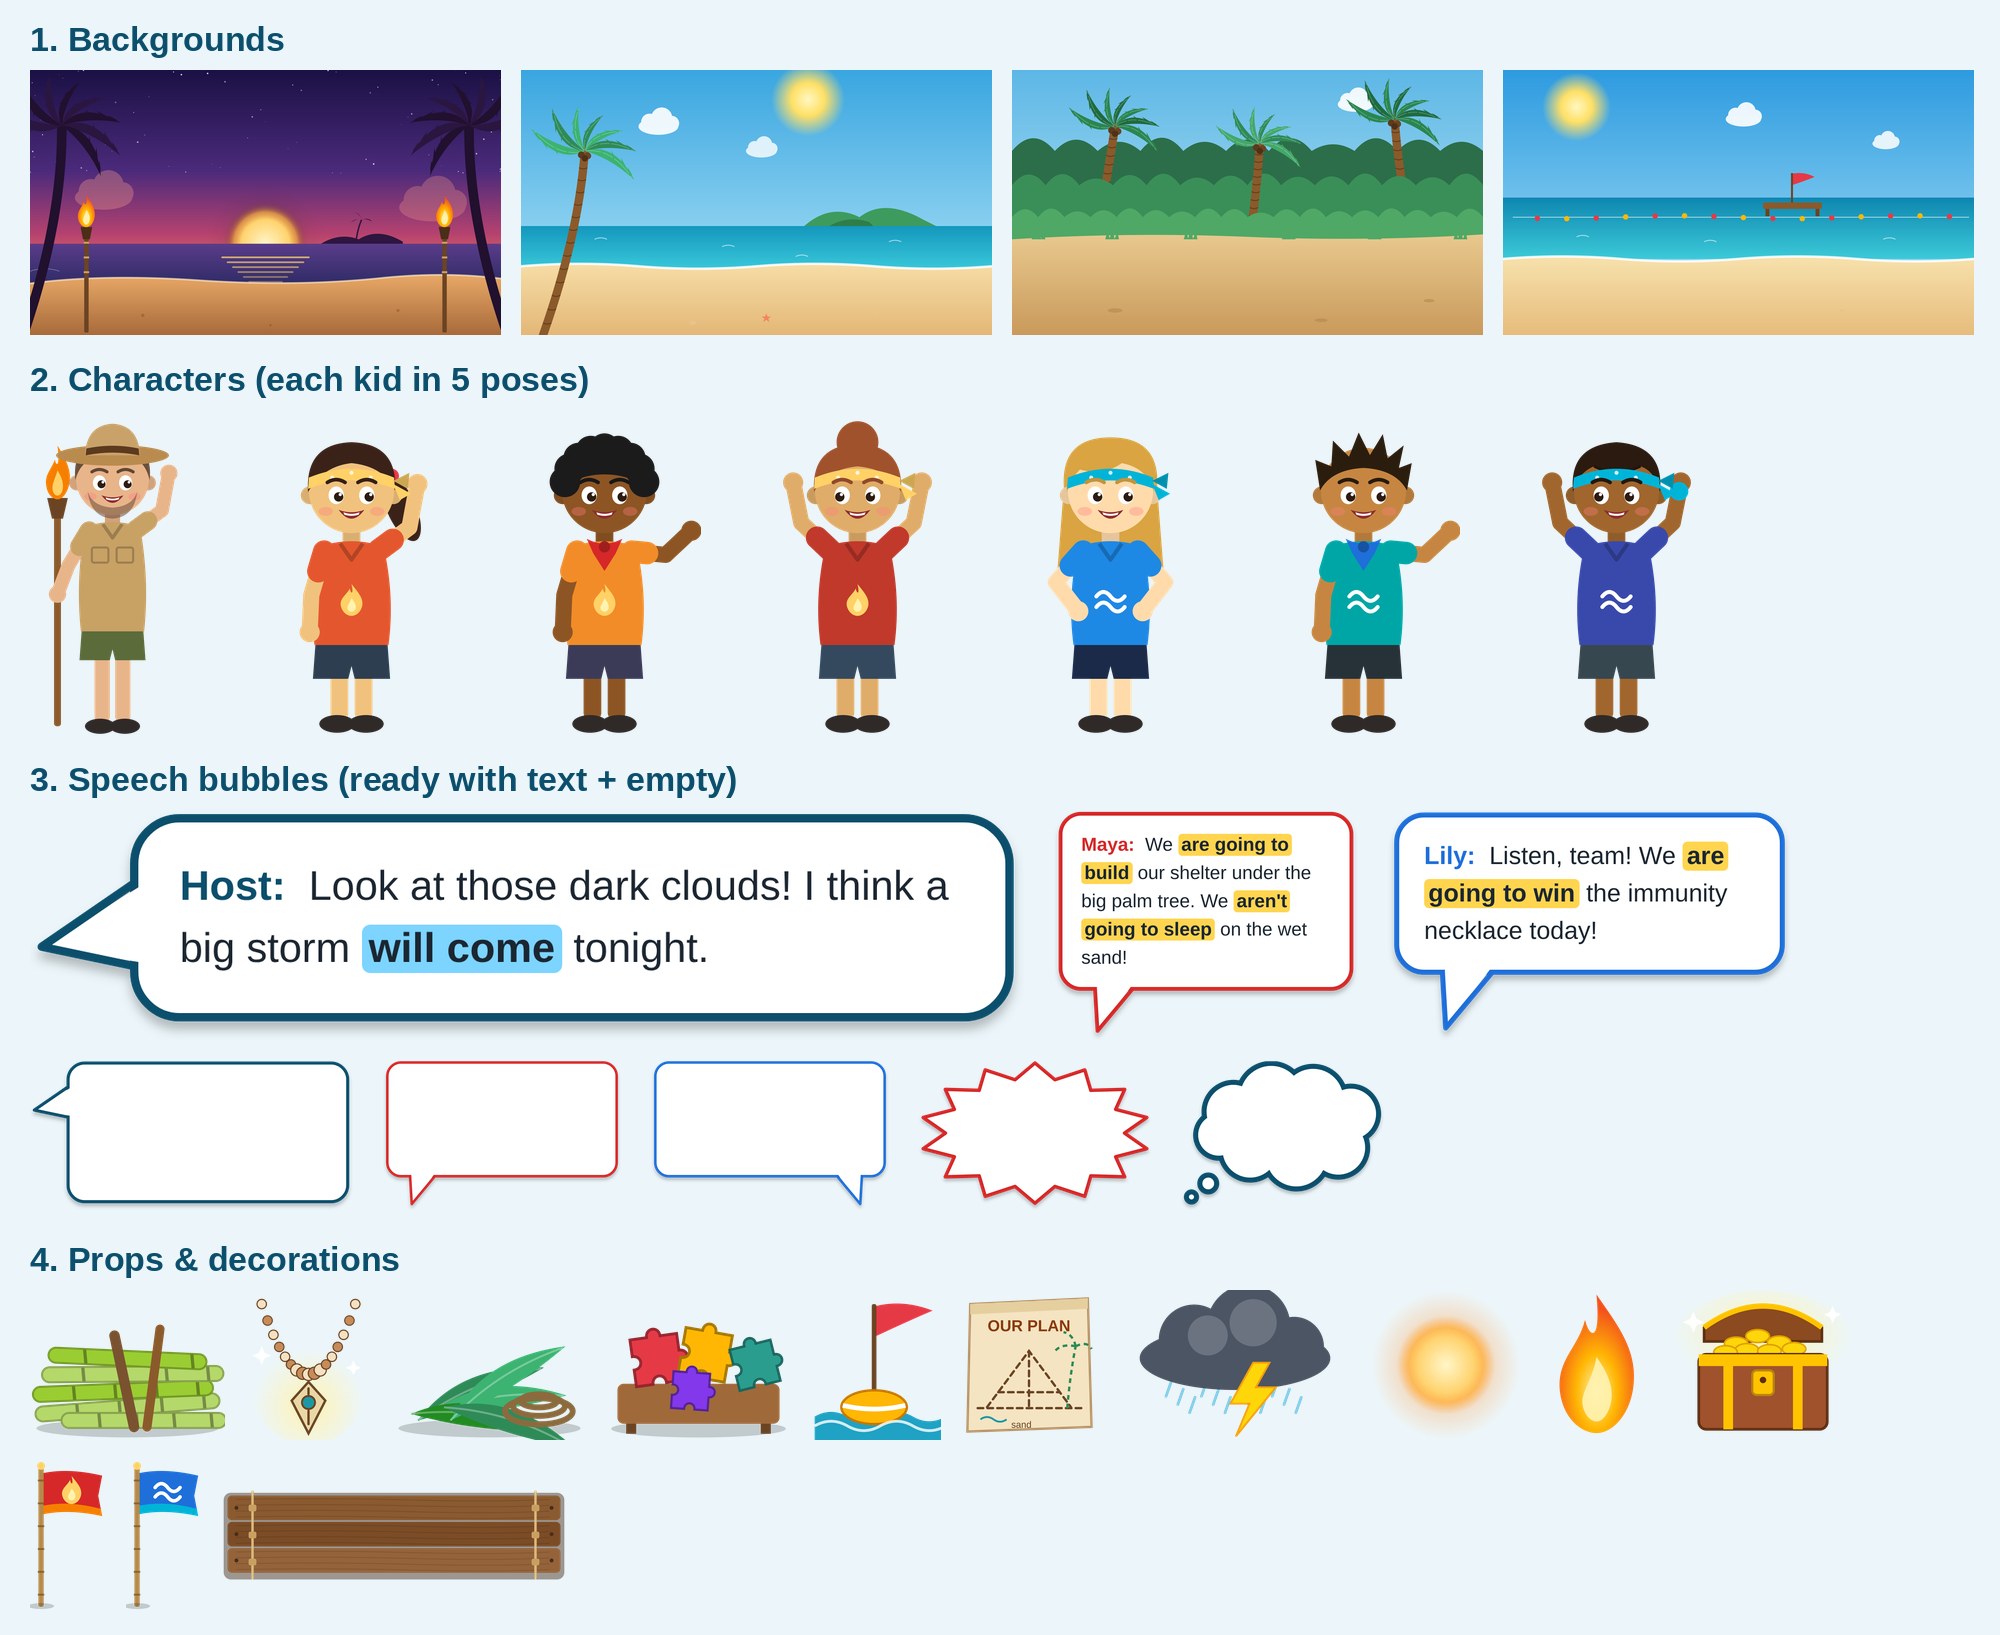 1. Backgrounds
2. Characters (each kid in 5 poses)
3. Speech bubbles (ready with text + empty)
Host: Look at those dark clouds! I think a
big storm will come tonight.
Maya: We are going to
build our shelter under the
big palm tree. We aren't
going to sleep on the wet
sand!
Lily: Listen, team! We are
going to win the immunity
necklace today!
4. Props & decorations
OUR PLAN
sand